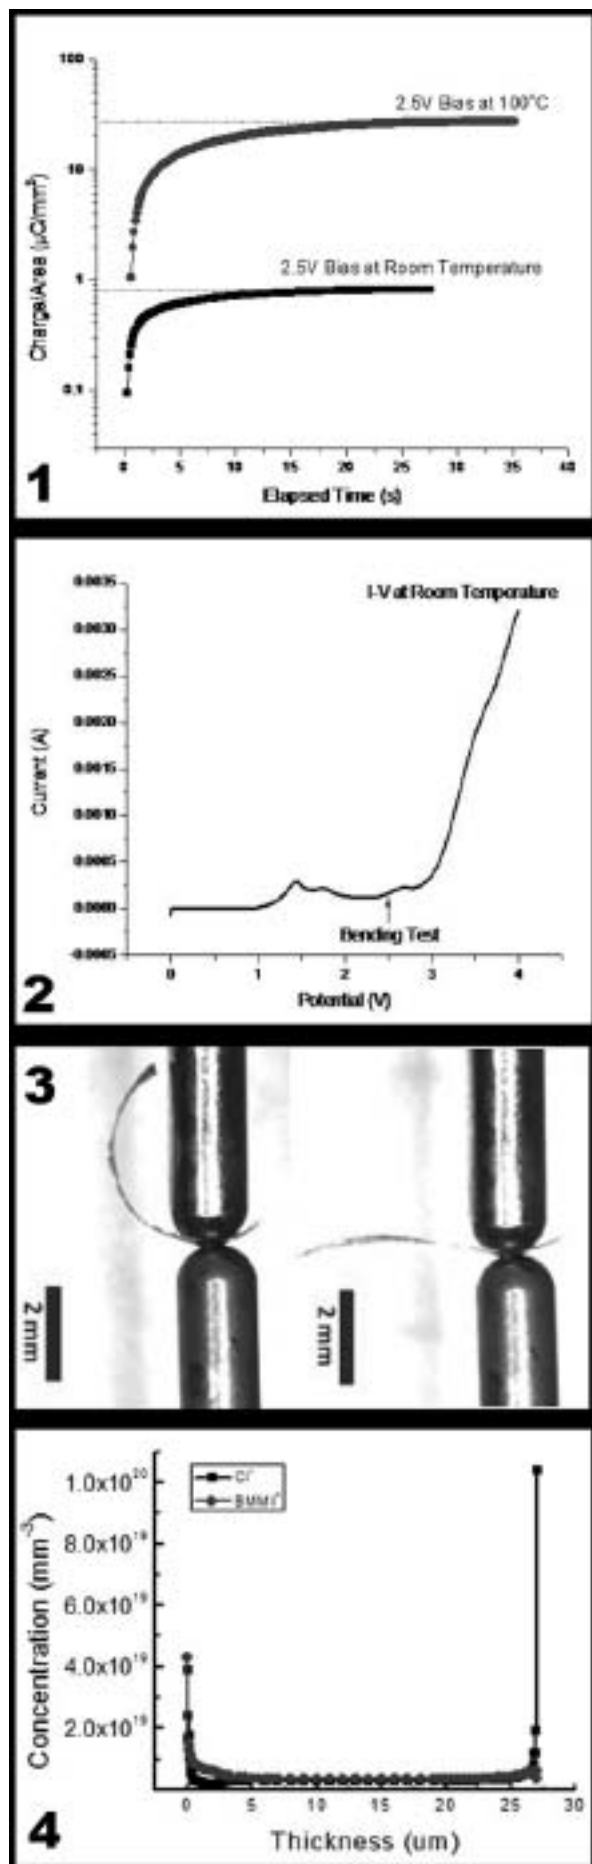 100
2.5V Bias at 100°C
10
Charge/Area (μC/mm²)
1
2.5V Bias at Room Temperature
0.1
0 5 10 15 20 25 30 35 40
1
Elapsed Time (s)
0.0035
I-V at Room Temperature
0.0030
0.0025
0.0020
Current (A)
0.0015
0.0010
0.0005
0.0000
Bending Test
-0.0005
0 1 2 3 4
2
Potential (V)
3
2 mm
2 mm
Concentration (mm⁻³)
1.0x10²⁰
Cl⁻
BMMI⁺
8.0x10¹⁹
6.0x10¹⁹
4.0x10¹⁹
2.0x10¹⁹
0 5 10 15 20 25 30
4
Thickness (um)